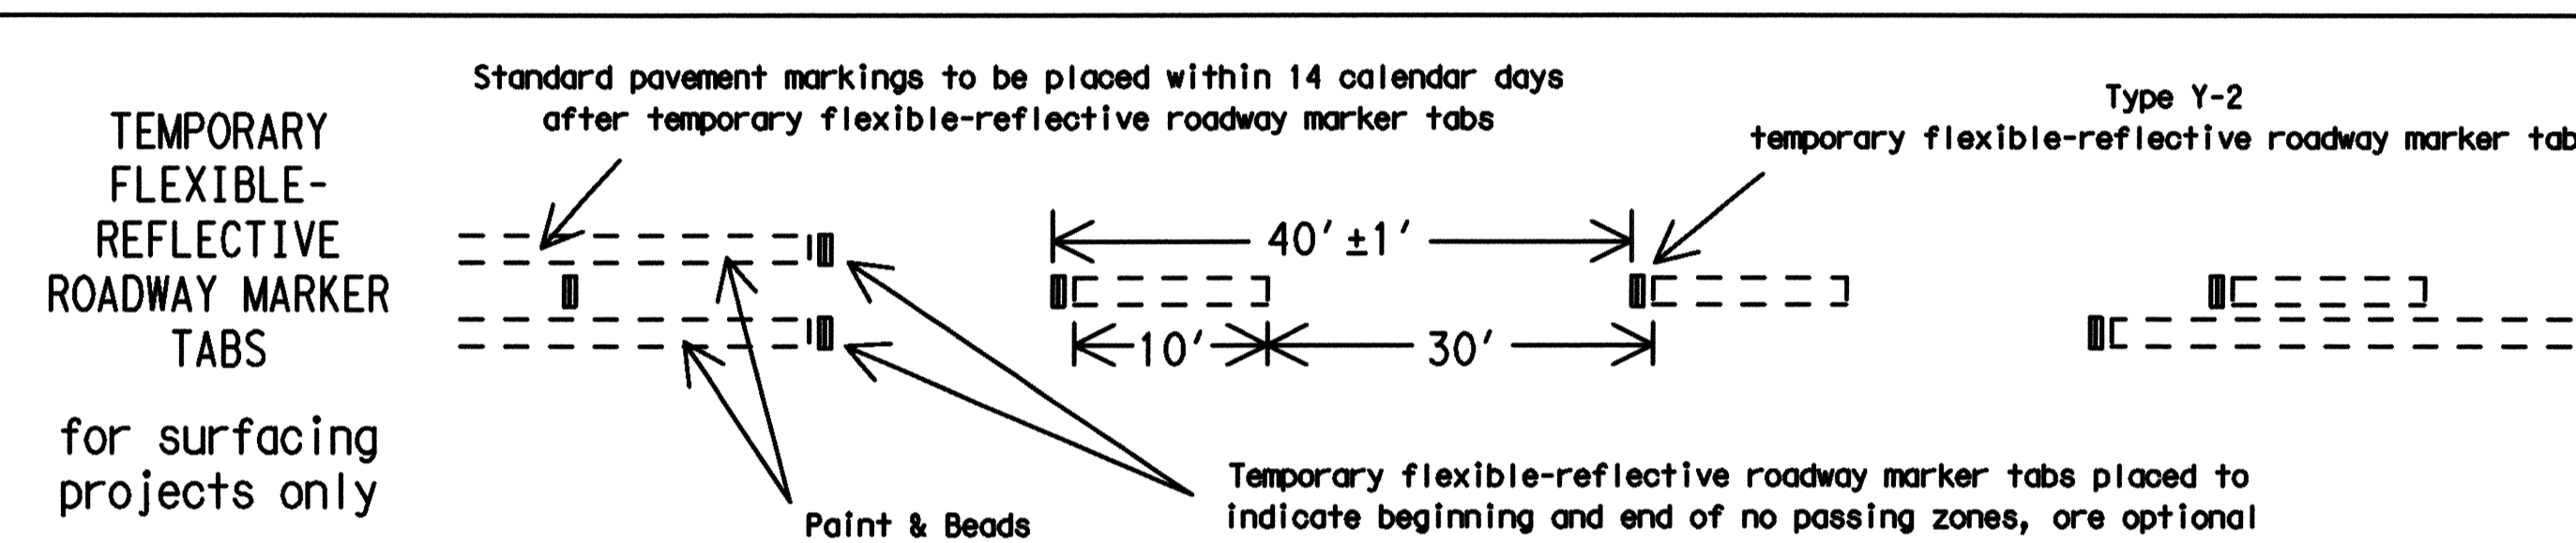 TEMPORARY
FLEXIBLE-
REFLECTIVE
ROADWAY MARKER
TABS
for surfacing
projects only
Standard pavement markings to be placed within 14 calendar days
after temporary flexible-reflective roadway marker tabs
Type Y-2
temporary flexible-reflective roadway marker tab
40' ±1'
10'
30'
Paint & Beads
Temporary flexible-reflective roadway marker tabs placed to
indicate beginning and end of no passing zones, ore optional